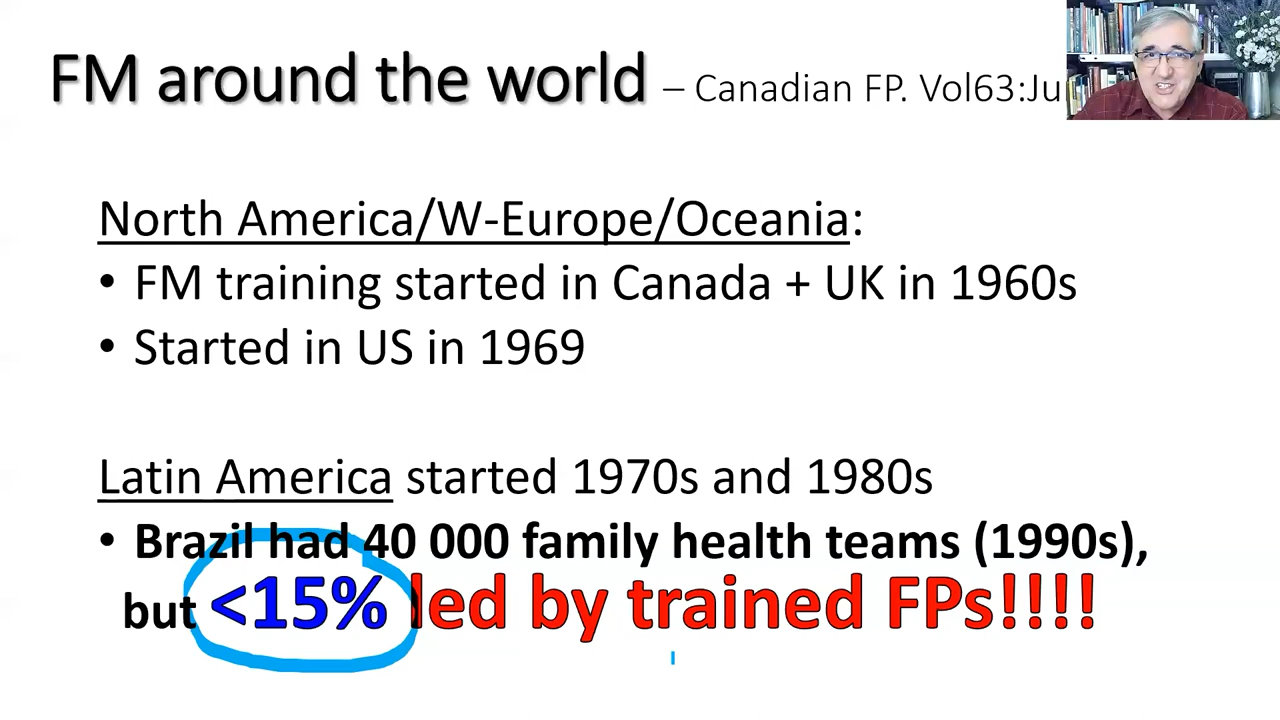 FM around the world – Canadian FP. Vol63:Ju
North America/W-Europe/Oceania:
• FM training started in Canada + UK in 1960s
• Started in US in 1969
Latin America started 1970s and 1980s
• Brazil had 40 000 family health teams (1990s),
but <15% led by trained FPs!!!!